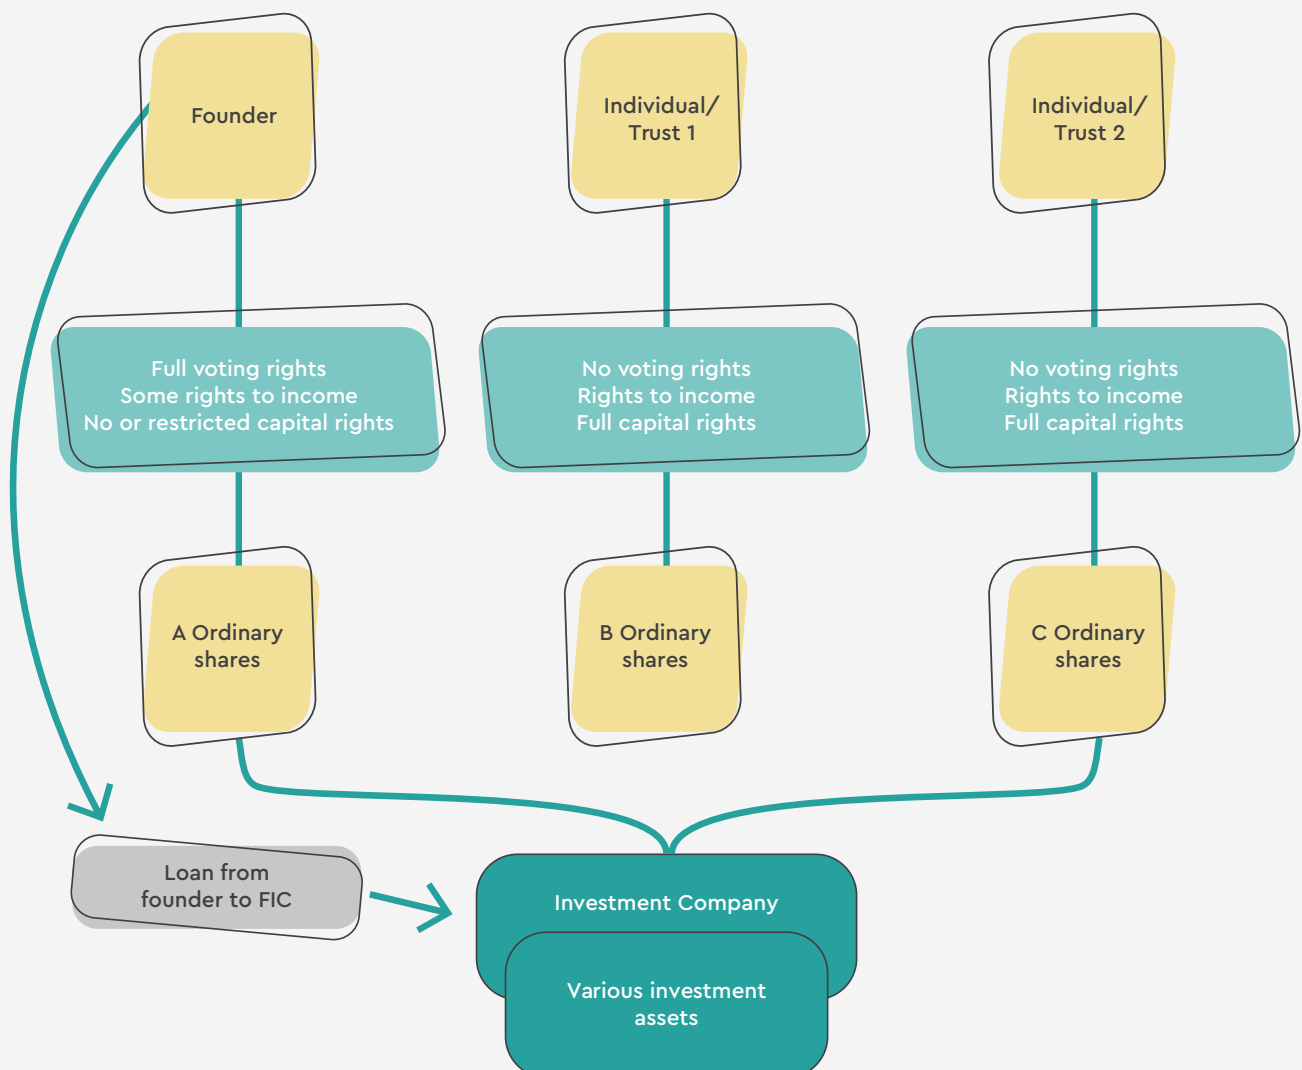 Founder
Individual/
Trust 1
Individual/
Trust 2
Full voting rights
Some rights to income
No or restricted capital rights
No voting rights
Rights to income
Full capital rights
No voting rights
Rights to income
Full capital rights
A Ordinary
shares
B Ordinary
shares
C Ordinary
shares
Loan from
founder to FIC
Investment Company
Various investment
assets